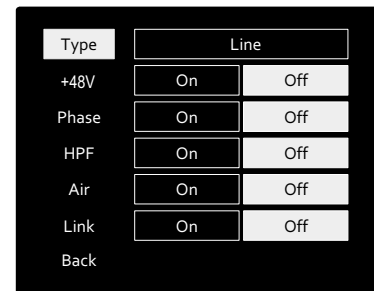 Type Line
+48V On Off
Phase On Off
HPF On Off
Air On Off
Link On Off
Back